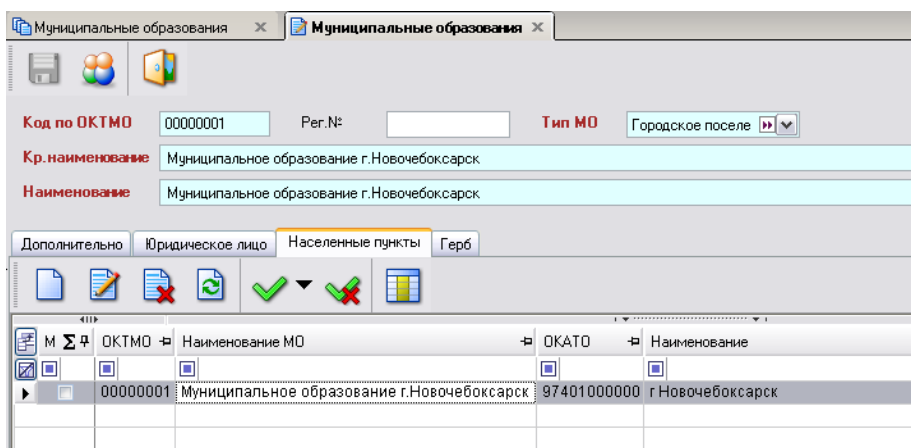 Муниципальные образования Муниципальные образования
Код по ОКТМО 00000001 Рег.№ Тип МО Городское поселе
Кр.наименование Муниципальное образование г.Новочебоксарск
Наименование Муниципальное образование г.Новочебоксарск
Дополнительно Юридическое лицо Населенные пункты Герб
М Σ ОКТМО Наименование МО ОКАТО Наименование
00000001 Муниципальное образование г.Новочебоксарск 97401000000 г Новочебоксарск